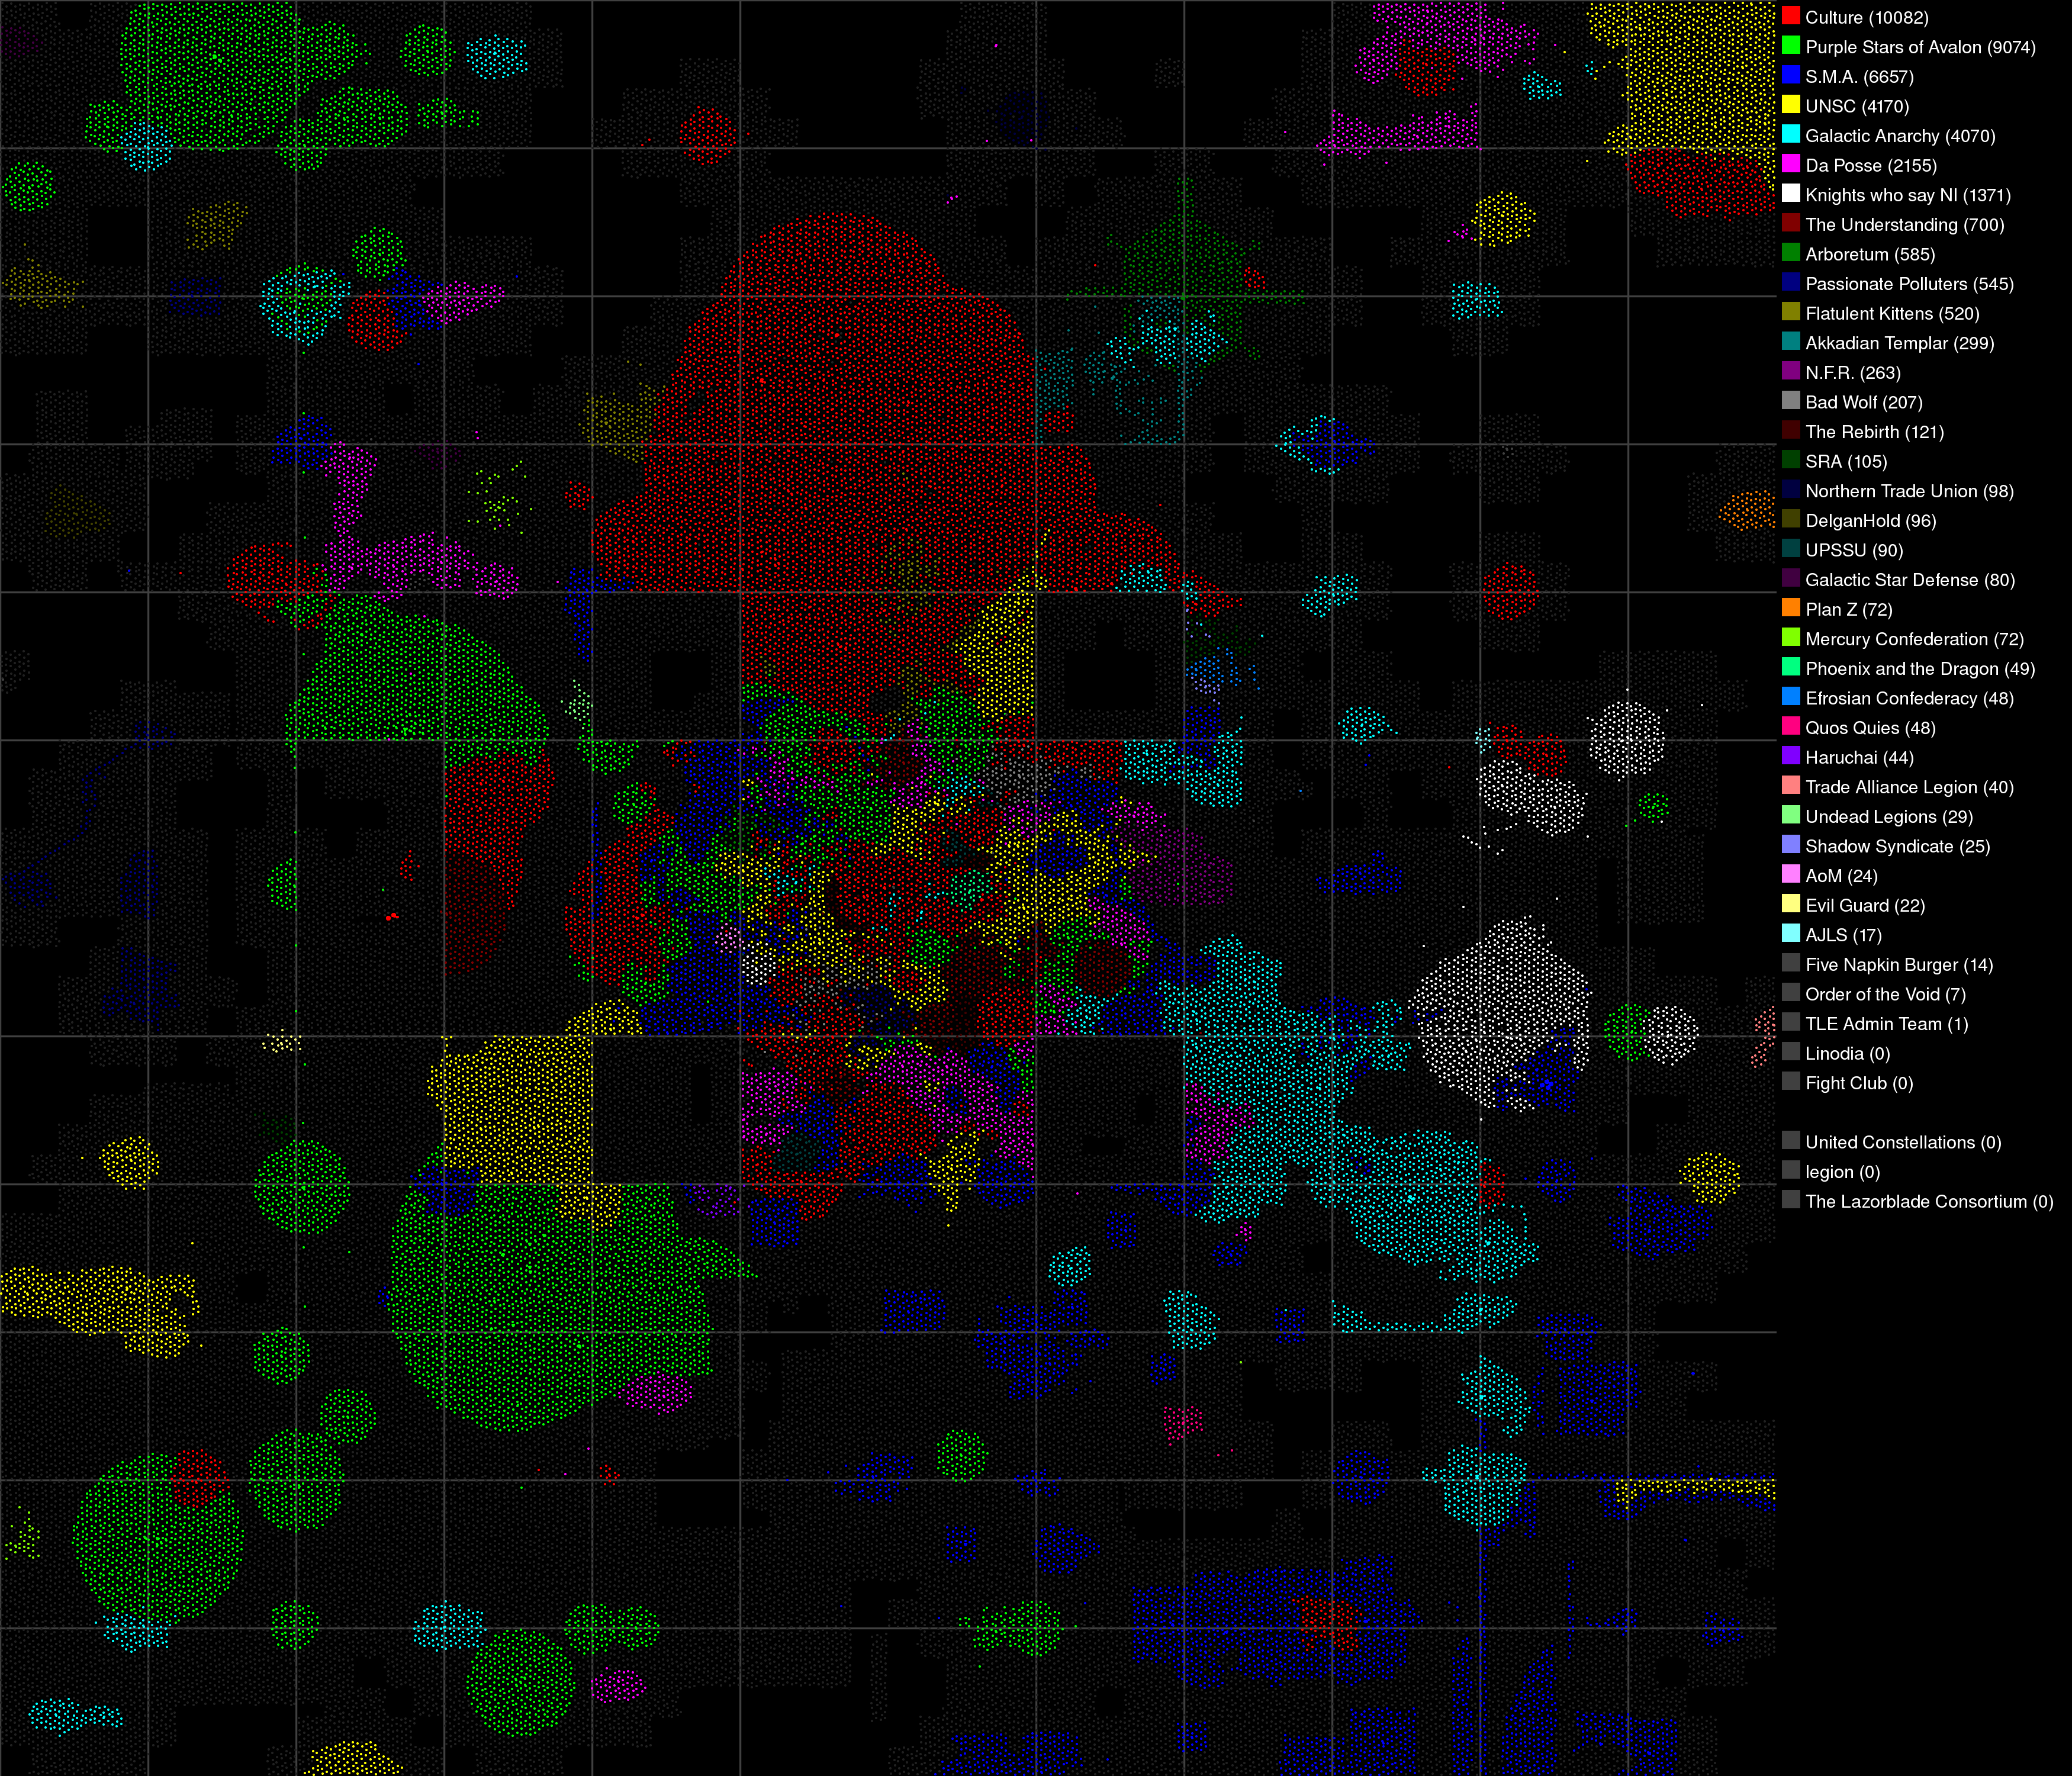 Culture (10082)
Purple Stars of Avalon (9074)
S.M.A. (6657)
UNSC (4170)
Galactic Anarchy (4070)
Da Posse (2155)
Knights who say NI (1371)
The Understanding (700)
Arboretum (585)
Passionate Polluters (545)
Flatulent Kittens (520)
Akkadian Templar (299)
N.F.R. (263)
Bad Wolf (207)
The Rebirth (121)
SRA (105)
Northern Trade Union (98)
DelganHold (96)
UPSSU (90)
Galactic Star Defense (80)
Plan Z (72)
Mercury Confederation (72)
Phoenix and the Dragon (49)
Efrosian Confederacy (48)
Quos Quies (48)
Haruchai (44)
Trade Alliance Legion (40)
Undead Legions (29)
Shadow Syndicate (25)
AoM (24)
Evil Guard (22)
AJLS (17)
Five Napkin Burger (14)
Order of the Void (7)
TLE Admin Team (1)
Linodia (0)
Fight Club (0)
United Constellations (0)
legion (0)
The Lazorblade Consortium (0)